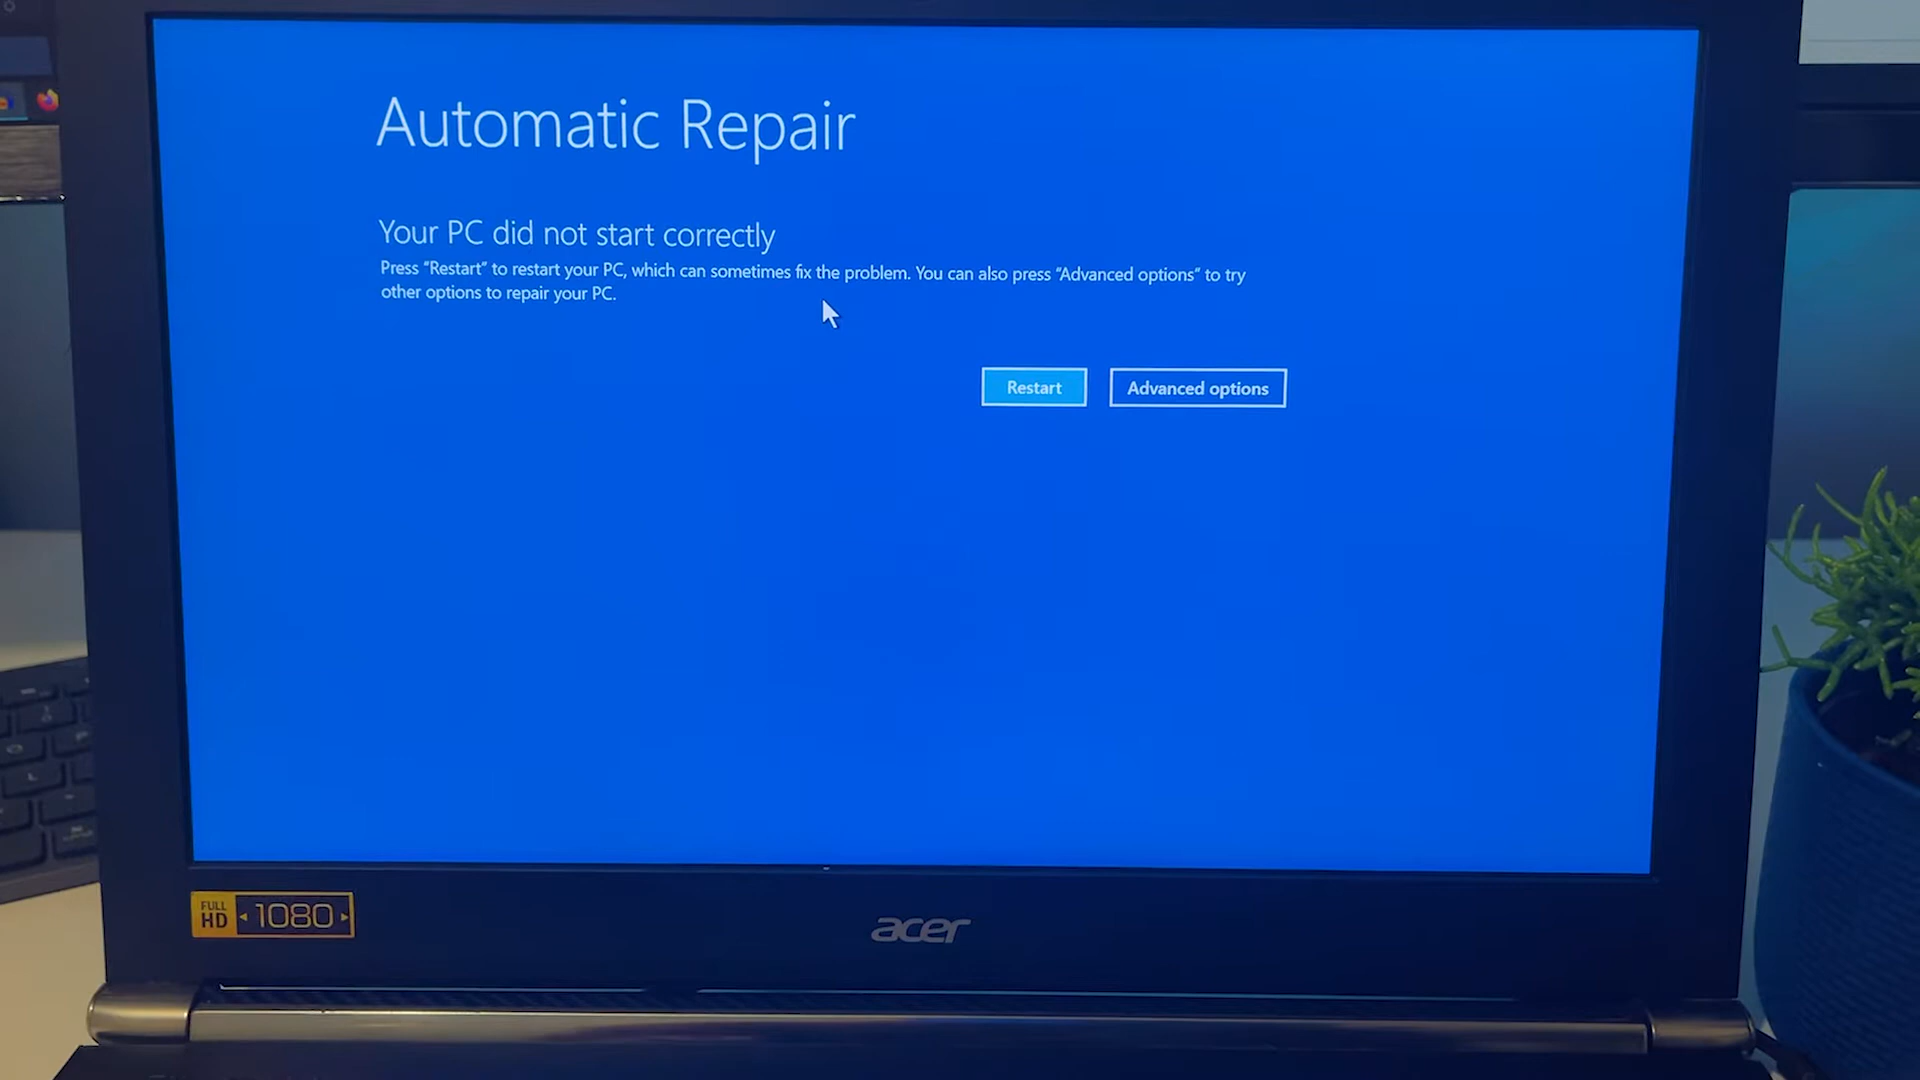 Automatic Repair
Your PC did not start correctly
Press “Restart” to restart your PC, which can sometimes fix the problem. You can also press “Advanced options” to try
other options to repair your PC.
Restart
Advanced options
FULL
HD
1080
acer